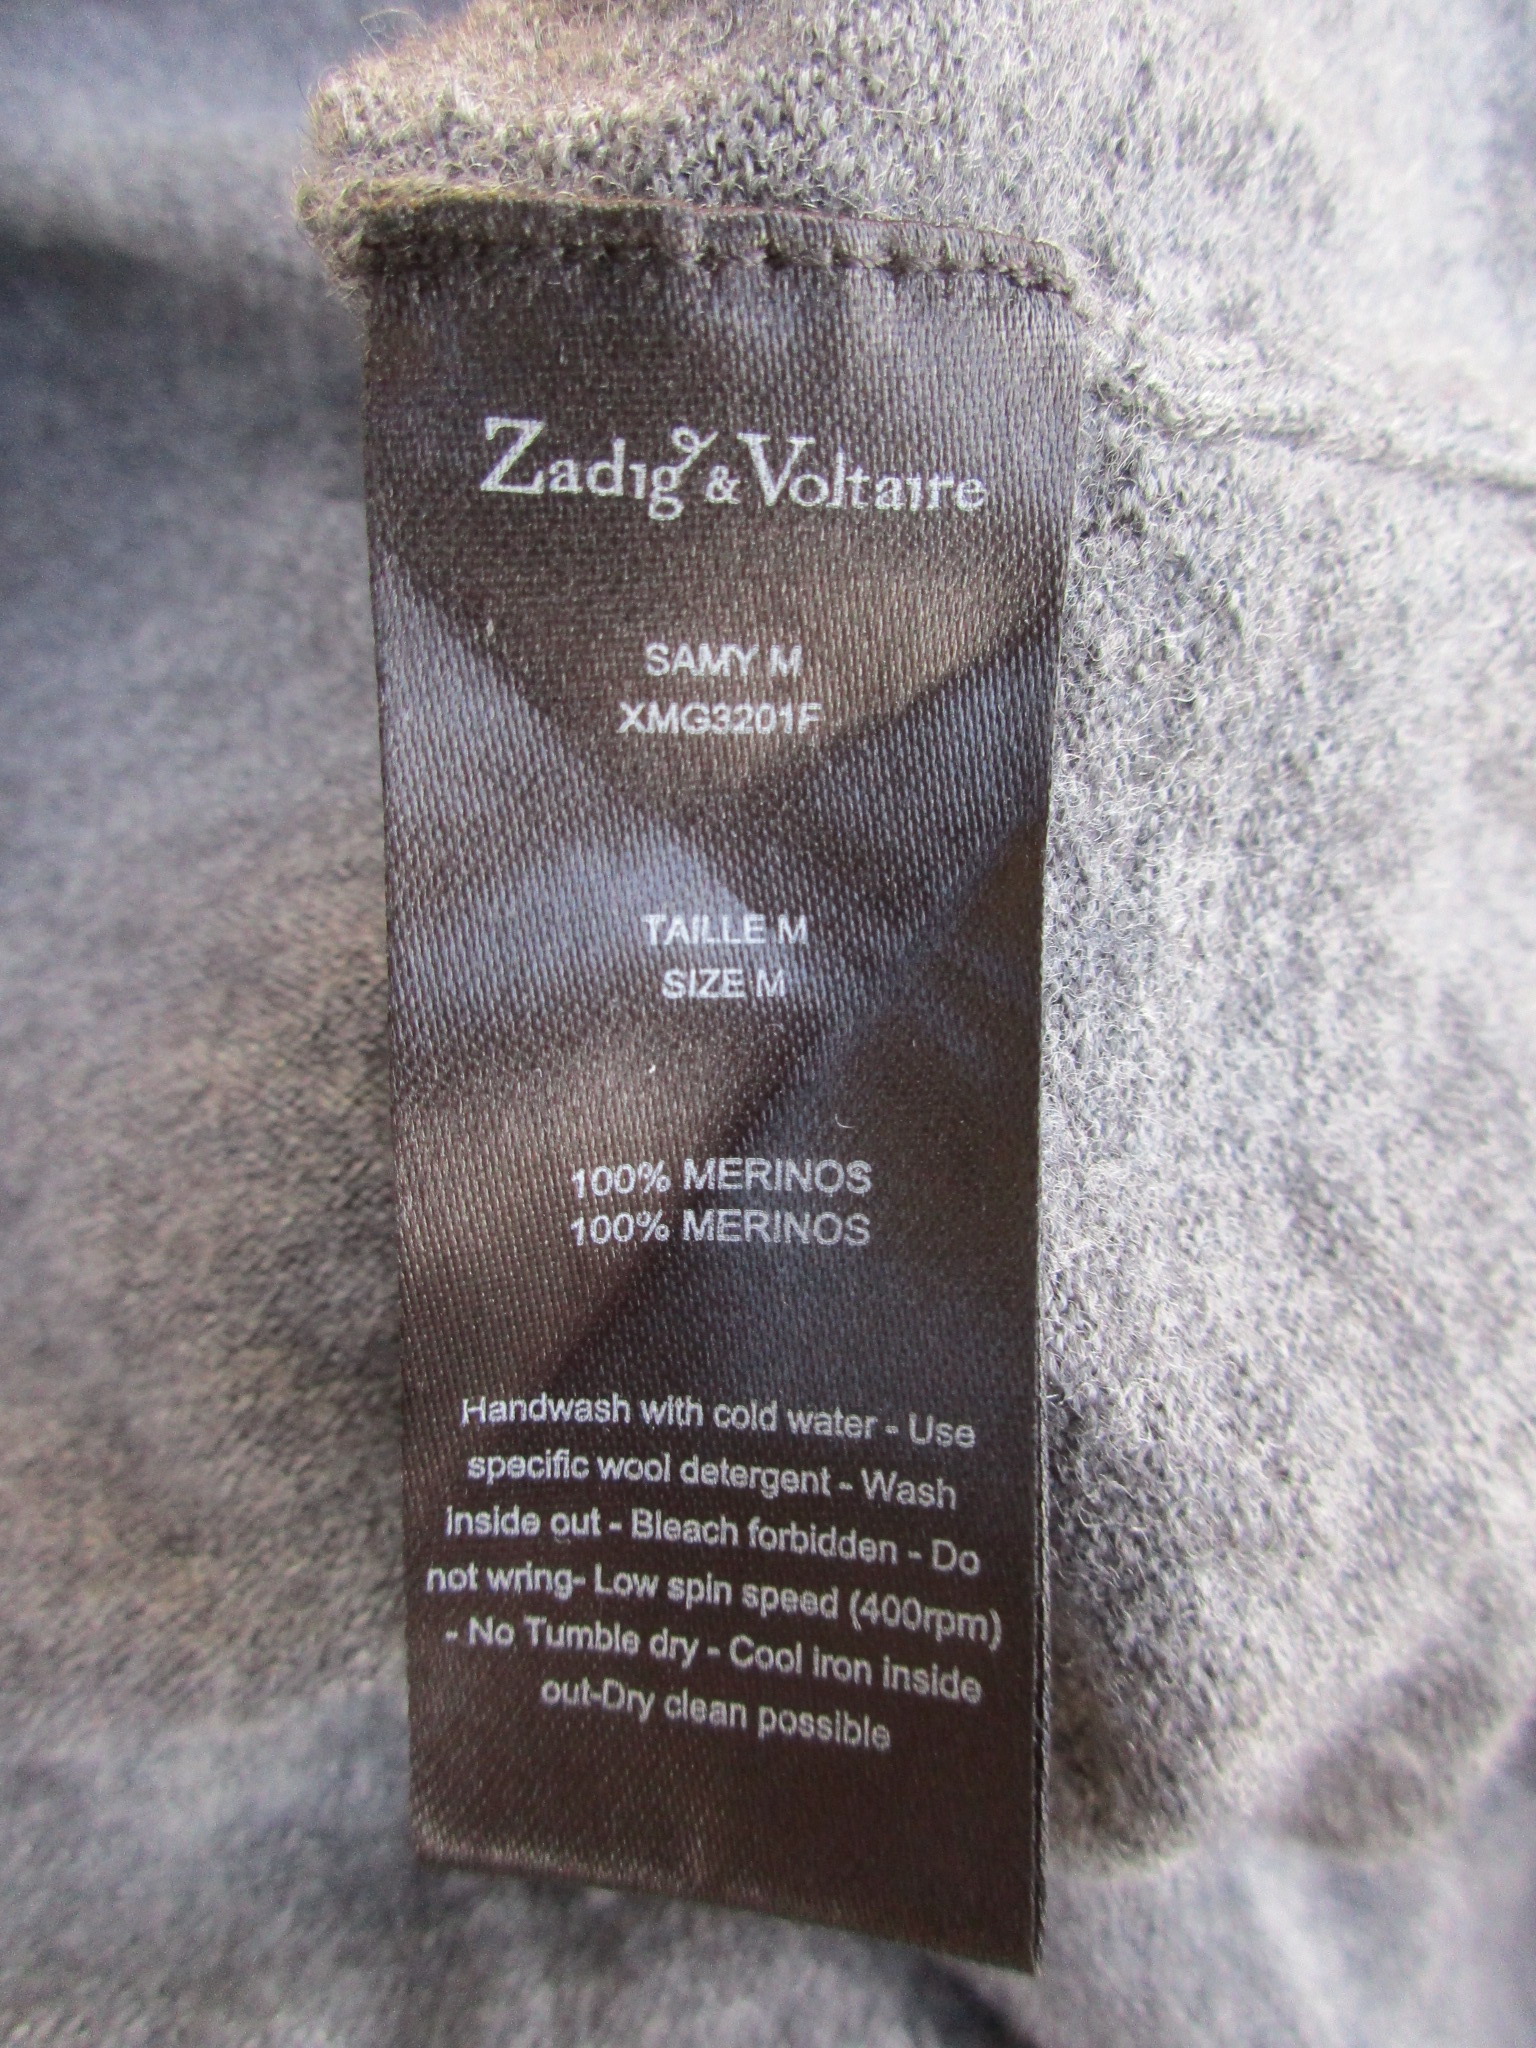 Zadig & Voltaire
SAMY M
XMG3201F
TAILLE M
SIZE M
100% MERINOS
100% MERINOS
Handwash with cold water - Use
specific wool detergent - Wash
inside out - Bleach forbidden - Do
not wring- Low spin speed (400rpm)
- No Tumble dry - Cool iron inside
out-Dry clean possible